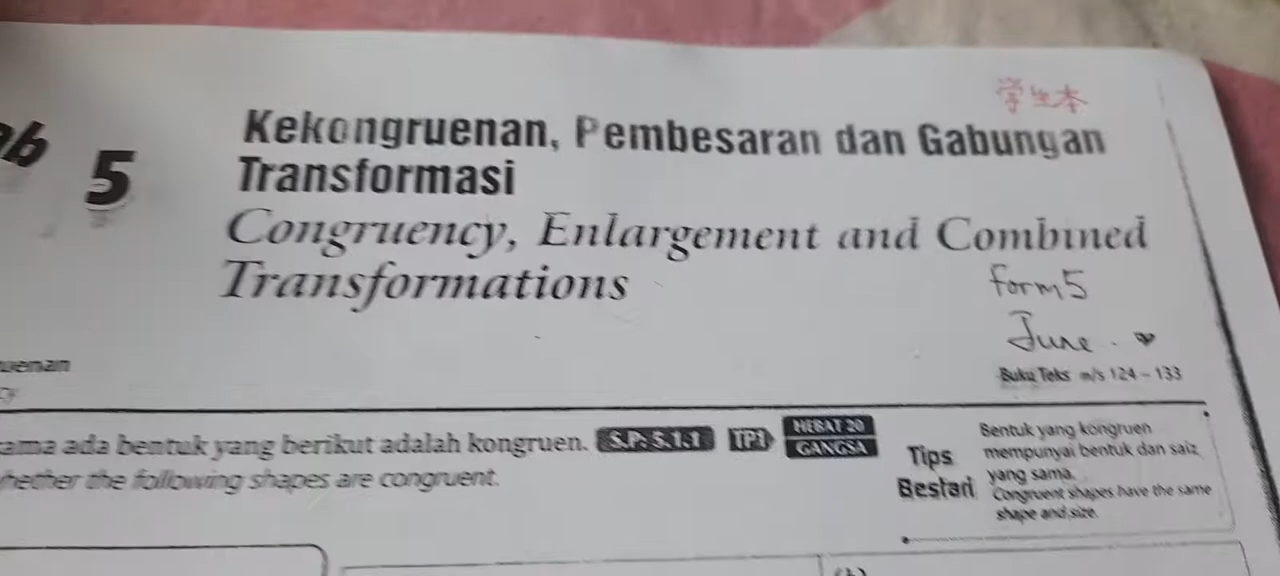 学生本
5
Kekongruenan, Pembesaran dan Gabungan
Transformasi
Congruency, Enlargement and Combined
Transformations
form 5
June
Buku Teks m/s 124 – 133
bentuk yang berikut adalah kongruen. S.P: 5.1.1 TP1 HEBAT 20
GANGSA
the following shapes are congruent.
Tips
Bestari
Bentuk yang kongruen
mempunyai bentuk dan saiz
yang sama.
Congruent shapes have the same
shape and size.